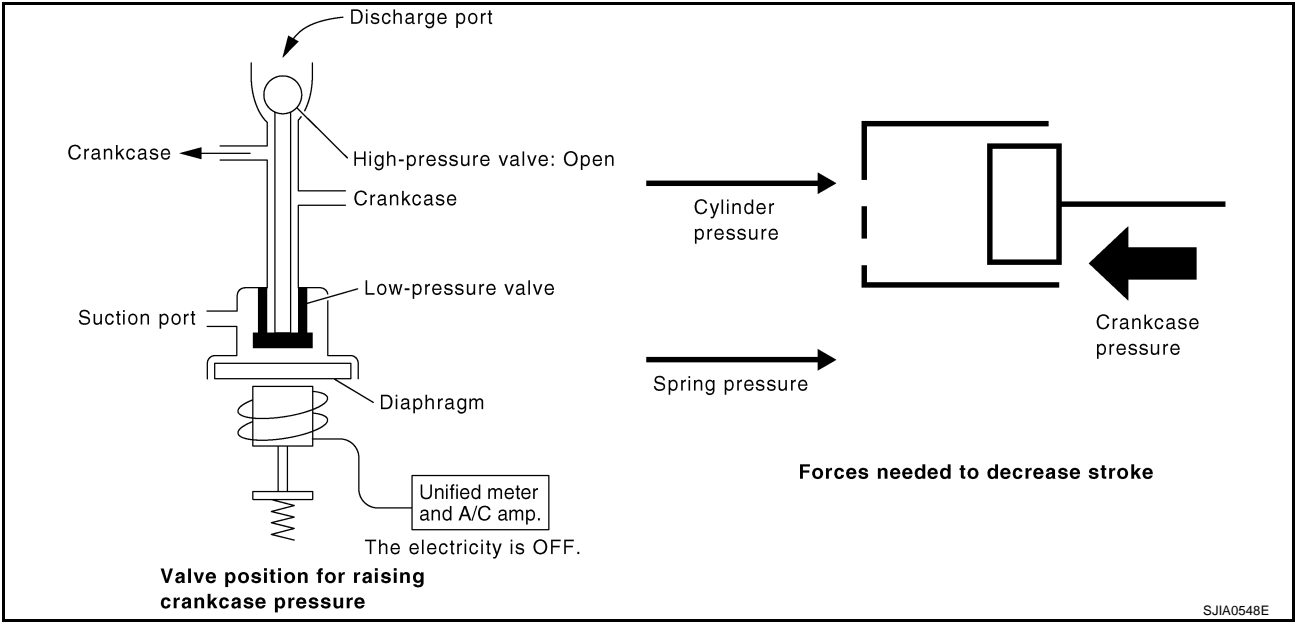 Discharge port
High-pressure valve: Open
Crankcase
Crankcase
Low-pressure valve
Suction port
Diaphragm
Unified meter
and A/C amp.
The electricity is OFF.
Valve position for raising
crankcase pressure
Cylinder
pressure
Crankcase
pressure
Spring pressure
Forces needed to decrease stroke
SJIA0548E